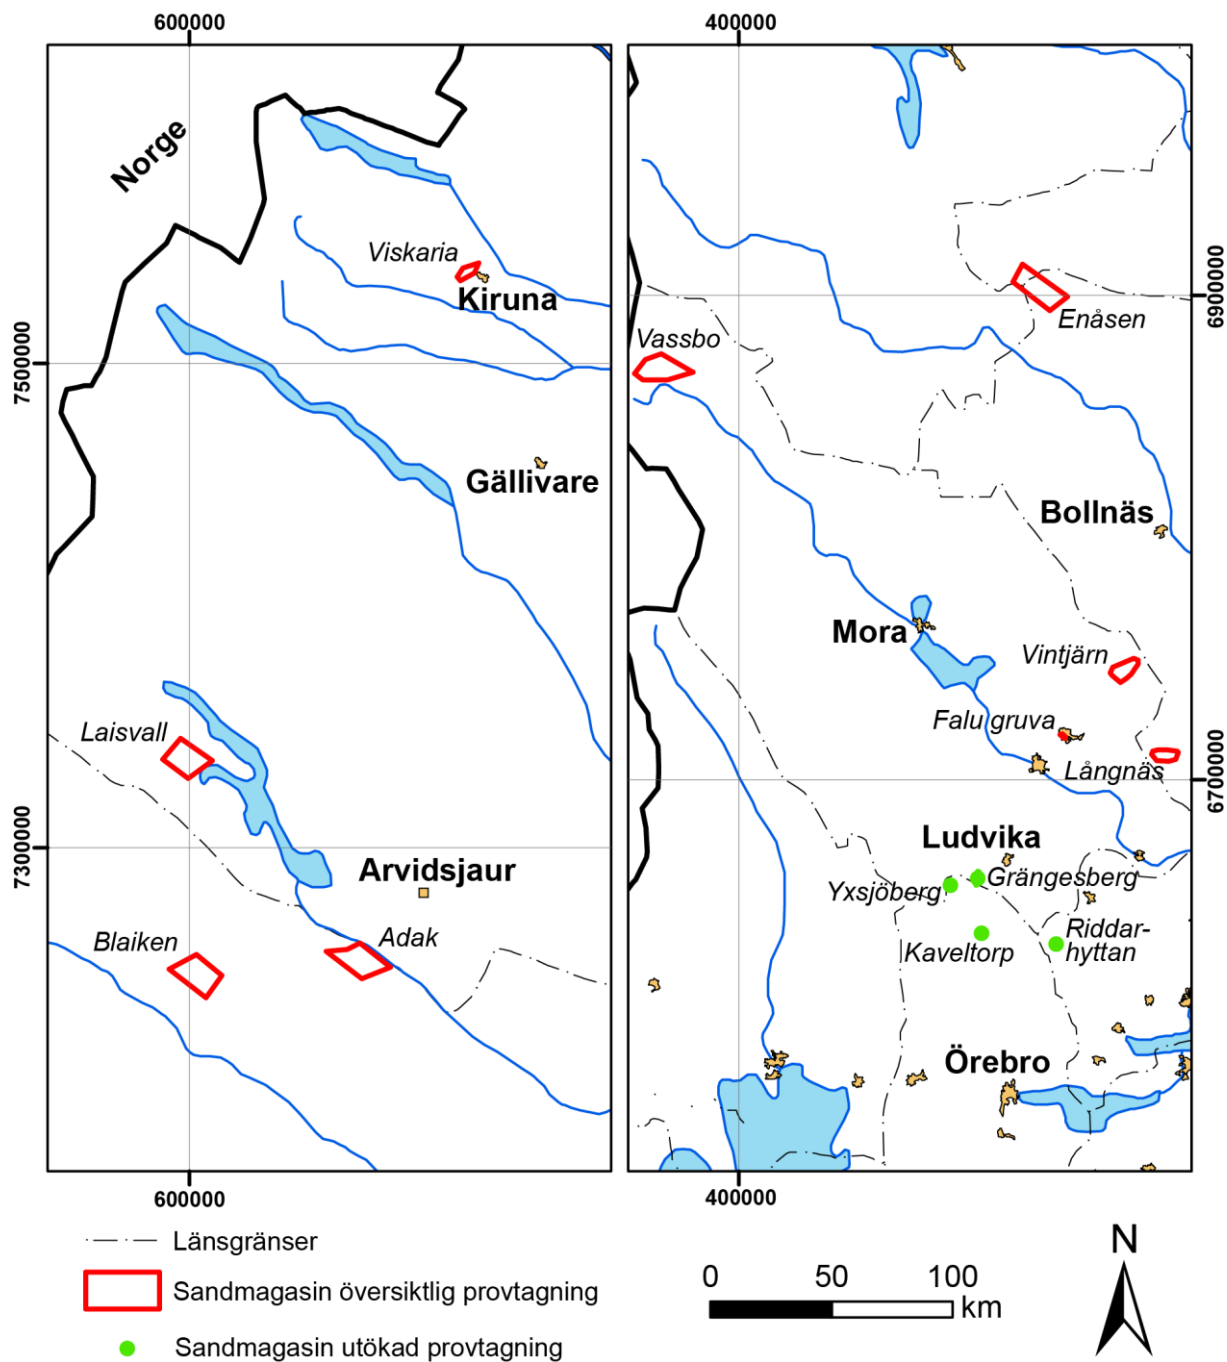 600000
400000
Norge
Viskaria
Kiruna
7500000
Gällivare
Laisvall
7300000
Arvidsjaur
Blaiken
Adak
600000
Vassbo
Enåsen
6900000
Bollnäs
Mora
Vintjärn
Falu gruva
Långnäs
6700000
Ludvika
Grängesberg
Yxsjöberg
Kaveltorp
Riddar-
hyttan
Örebro
400000
Länsgränser
Sandmagasin översiktlig provtagning
Sandmagasin utökad provtagning
0 50 100
km
N